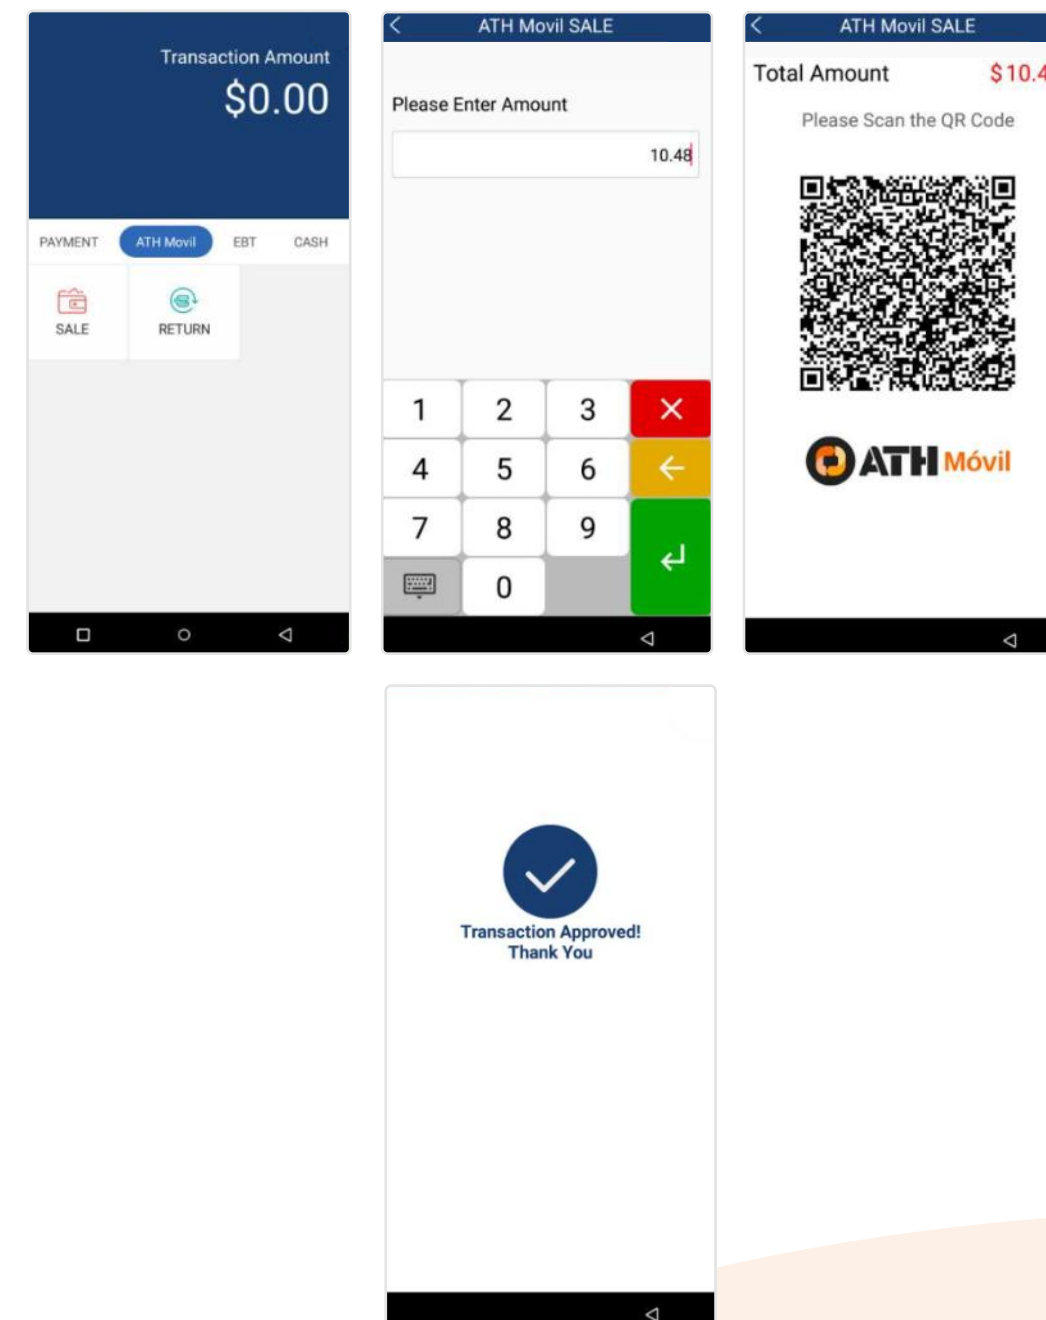 Transaction Amount
$0.00
PAYMENT ATH Movil EBT CASH
SALE RETURN
ATH Movil SALE
Please Enter Amount
10.48
1 2 3
4 5 6
7 8 9
0
ATH Movil SALE
Total Amount $10.4
Please Scan the QR Code
ATH Móvil
Transaction Approved!
Thank You